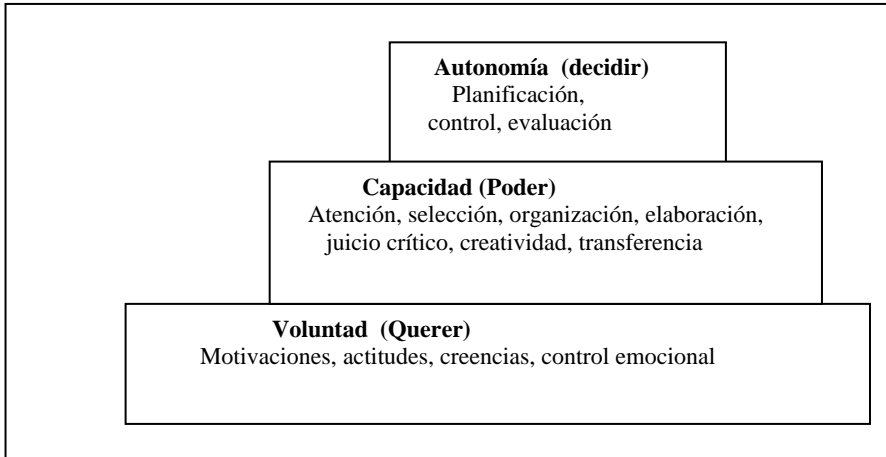 Autonomía (decidir)
Planificación,
control, evaluación
Capacidad (Poder)
Atención, selección, organización, elaboración,
juicio crítico, creatividad, transferencia
Voluntad (Querer)
Motivaciones, actitudes, creencias, control emocional